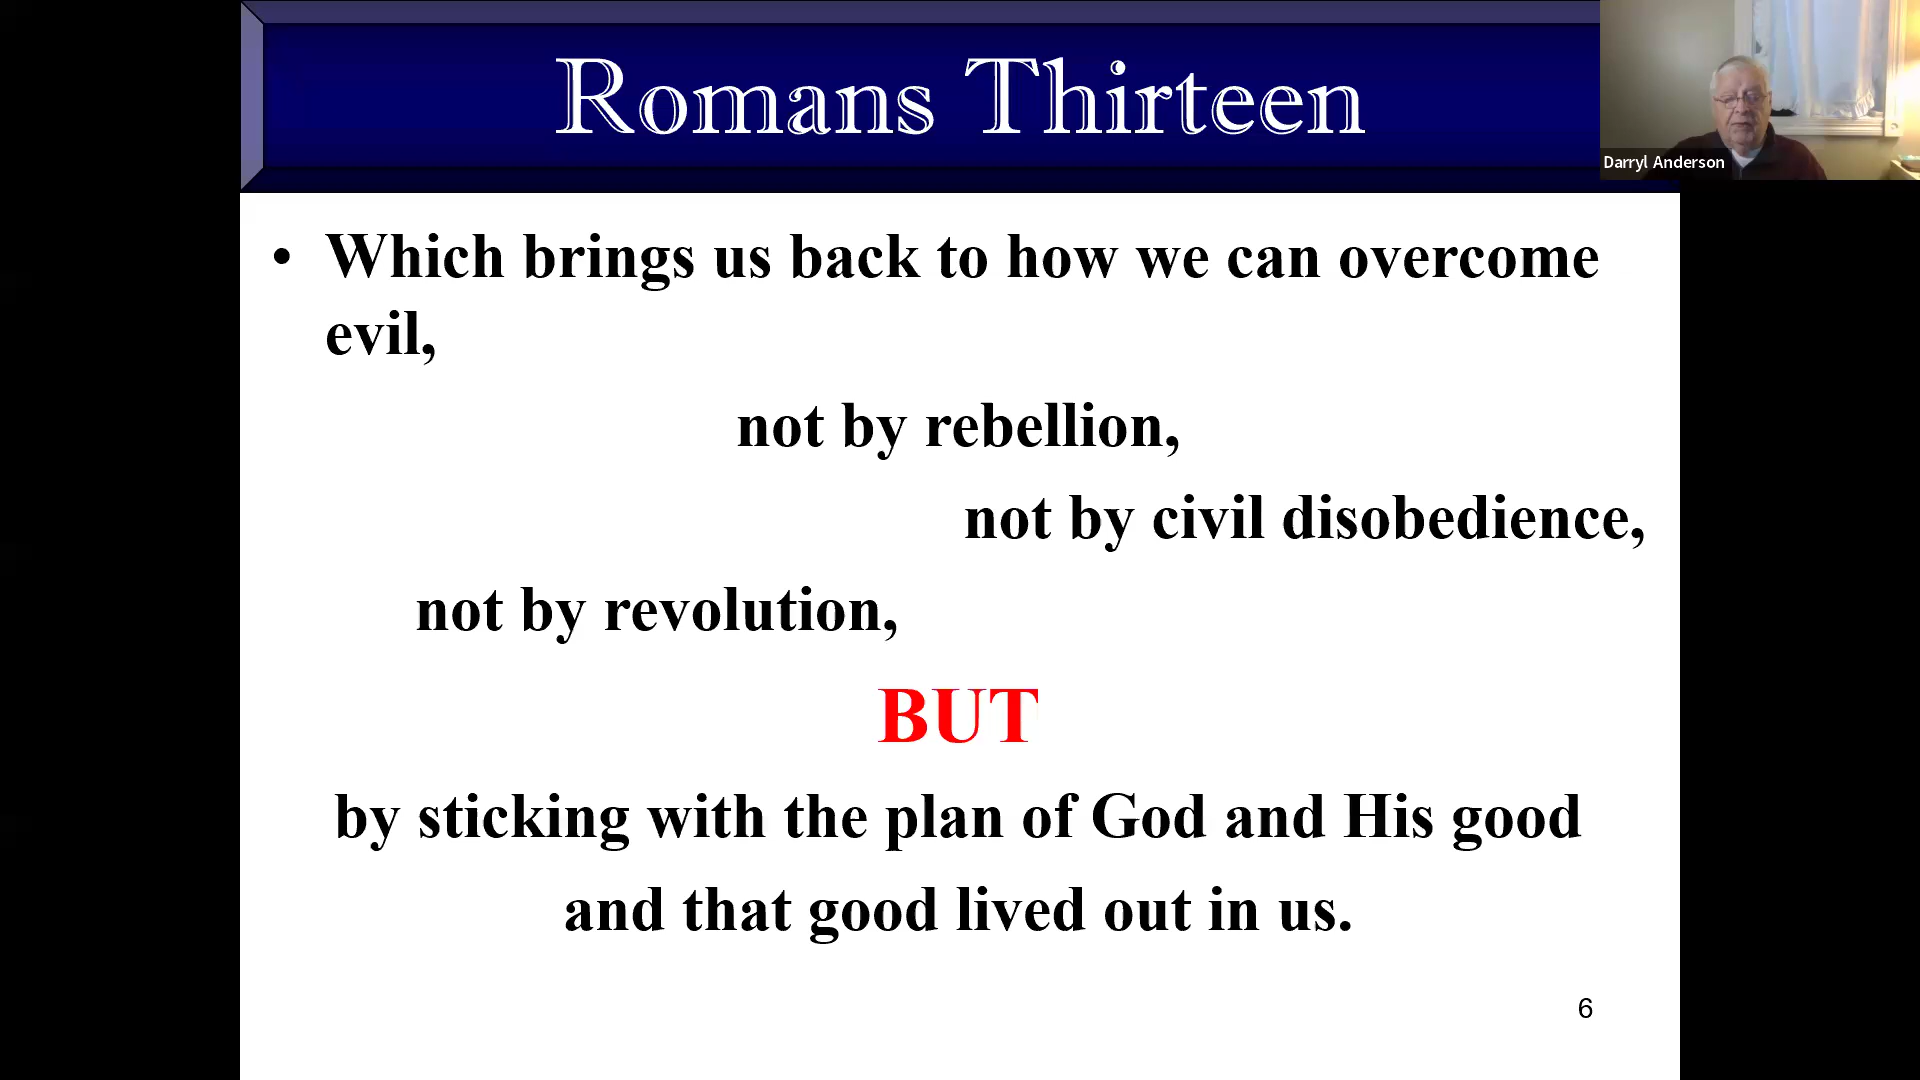 Romans Thirteen
Darryl Anderson
• Which brings us back to how we can overcome
evil,
not by rebellion,
not by civil disobedience,
not by revolution,
BUT
by sticking with the plan of God and His good
and that good lived out in us.
6